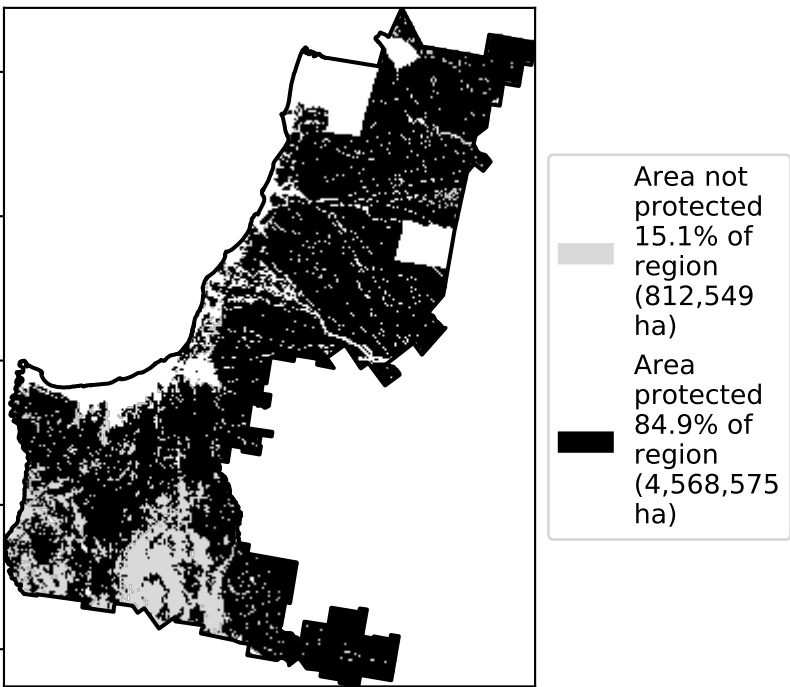 Area not
protected
15.1% of
region
(812,549
ha)
Area
protected
84.9% of
region
(4,568,575
ha)